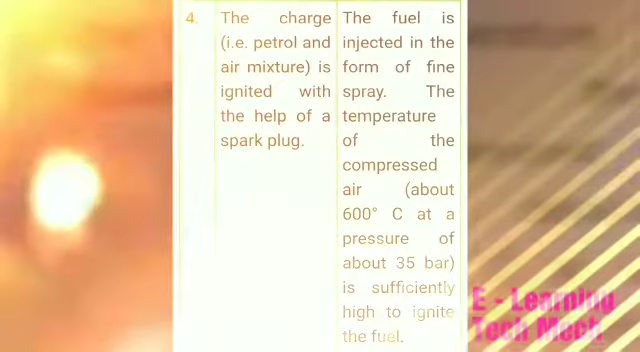 4.
The charge
(i.e. petrol and
air mixture) is
ignited with
the help of a
spark plug.
The fuel is
injected in the
form of fine
spray. The
temperature
of the
compressed
air (about
600° C at a
pressure of
about 35 bar)
is sufficiently
high to ignite
the fuel.
E - Learning
Tech Mech